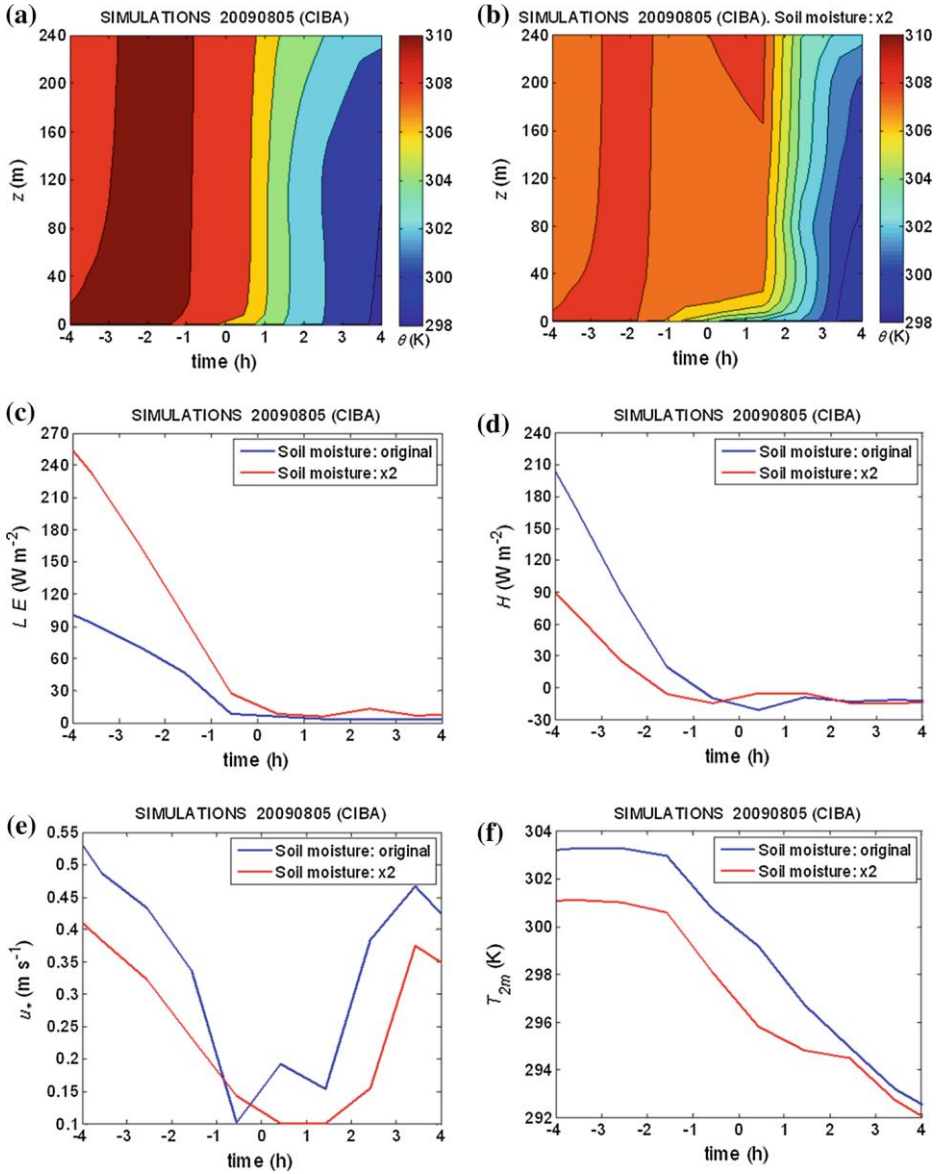 (a) SIMULATIONS 20090805 (CIBA)
240
200
160
120
80
40
0
z (m)
-4 -3 -2 -1 0 1 2 3 4
time (h)
310
308
306
304
302
300
298
θ (K)
(b) SIMULATIONS 20090805 (CIBA). Soil moisture: x2
240
200
160
120
80
40
0
z (m)
-4 -3 -2 -1 0 1 2 3 4
time (h)
310
308
306
304
302
300
298
θ (K)
(c) SIMULATIONS 20090805 (CIBA)
270
240
210
180
150
120
90
60
30
0
L E (W m⁻²)
Soil moisture: original
Soil moisture: x2
-4 -3 -2 -1 0 1 2 3 4
time (h)
(d) SIMULATIONS 20090805 (CIBA)
240
210
180
150
120
90
60
30
0
-30
H (W m⁻²)
Soil moisture: original
Soil moisture: x2
-4 -3 -2 -1 0 1 2 3 4
time (h)
(e) SIMULATIONS 20090805 (CIBA)
0.55
0.5
0.45
0.4
0.35
0.3
0.25
0.2
0.15
0.1
u* (m s⁻¹)
Soil moisture: original
Soil moisture: x2
-4 -3 -2 -1 0 1 2 3 4
time (h)
(f) SIMULATIONS 20090805 (CIBA)
304
302
300
298
296
294
292
T2m (K)
Soil moisture: original
Soil moisture: x2
-4 -3 -2 -1 0 1 2 3 4
time (h)